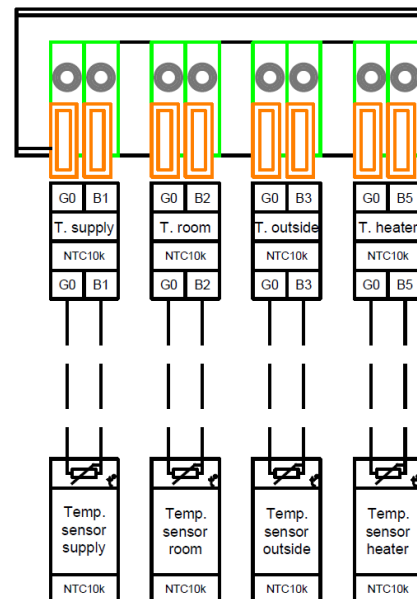 G0 B1 G0 B2 G0 B3 G0 B5
T. supply T. room T. outside T. heater
NTC10k NTC10k NTC10k NTC10k
G0 B1 G0 B2 G0 B3 G0 B5
Temp. Temp. Temp. Temp.
sensor sensor sensor sensor
supply room outside heater
NTC10k NTC10k NTC10k NTC10k